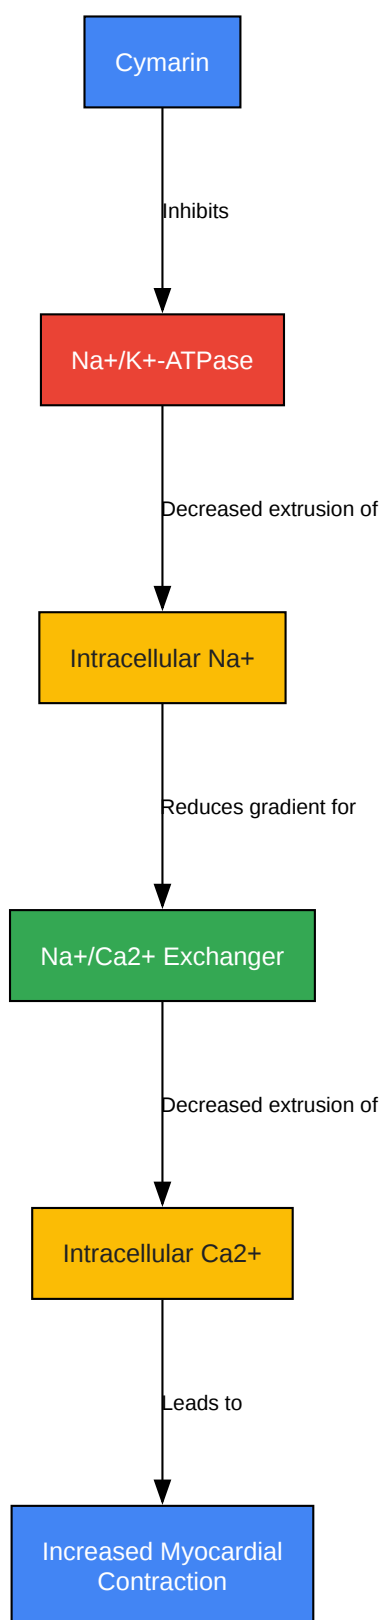 Cymarin
Inhibits
Na+/K+-ATPase
Decreased extrusion of
Intracellular Na+
Reduces gradient for
Na+/Ca2+ Exchanger
Decreased extrusion of
Intracellular Ca2+
Leads to
Increased Myocardial
Contraction